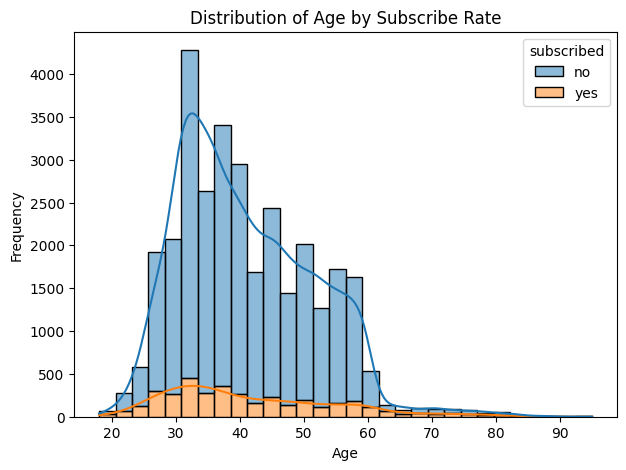 Distribution of Age by Subscribe Rate
subscribed
no
yes
4000
3500
3000
2500
2000
1500
1000
500
0
Frequency
20 30 40 50 60 70 80 90
Age